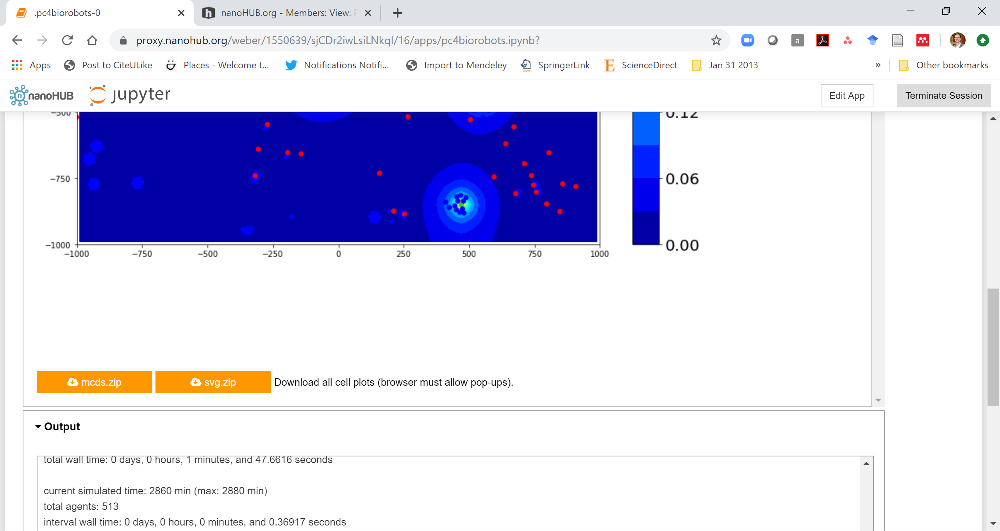 .pc4biorobots-0
nanoHUB.org - Members: View: P
proxy.nanohub.org/weber/1550639/sjCDr2iwLsiLNkqI/16/apps/pc4biorobots.ipynb?
a
Apps
Post to CiteULike
Places - Welcome t...
Notifications Notifi...
Import to Mendeley
SpringerLink
E
ScienceDirect
Jan 31 2013
»
Other bookmarks
nanoHUB
jupyter
Edit App
Terminate Session
−500
0.12
−750
0.06
−1000
0.00
−1000
−750
−500
−250
0
250
500
750
1000
mcds.zip
svg.zip
Download all cell plots (browser must allow pop-ups).
Output
total wall time: 0 days, 0 hours, 1 minutes, and 47.6616 seconds
current simulated time: 2860 min (max: 2880 min)
total agents: 513
interval wall time: 0 days, 0 hours, 0 minutes, and 0.36917 seconds